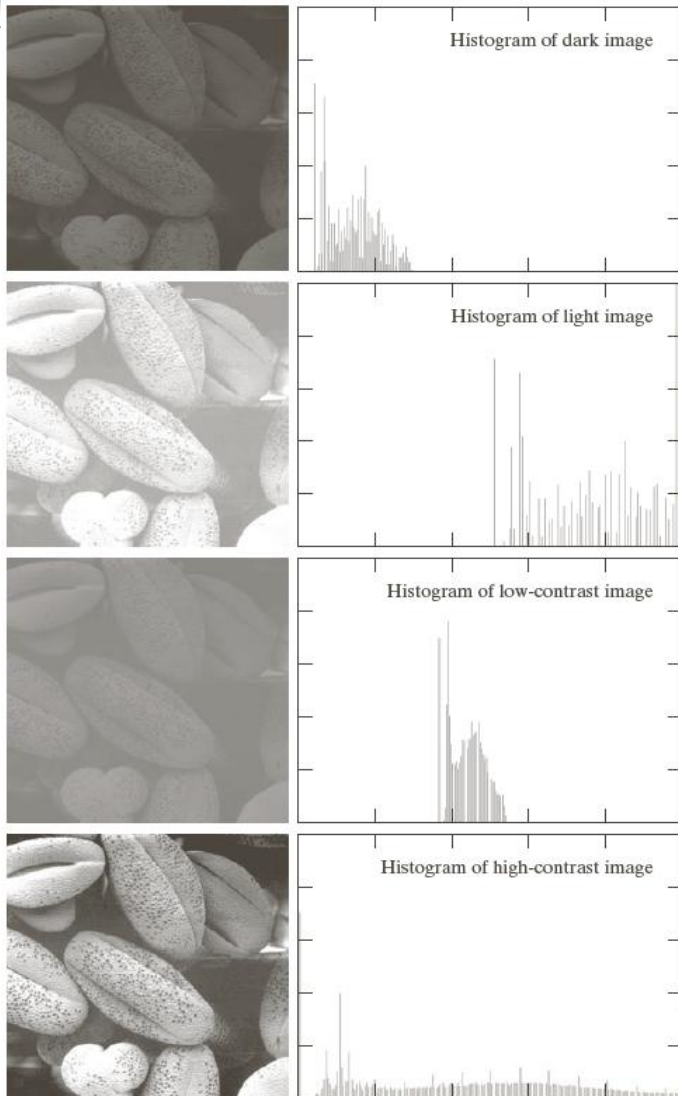 Histogram of dark image
Histogram of light image
Histogram of low-contrast image
Histogram of high-contrast image